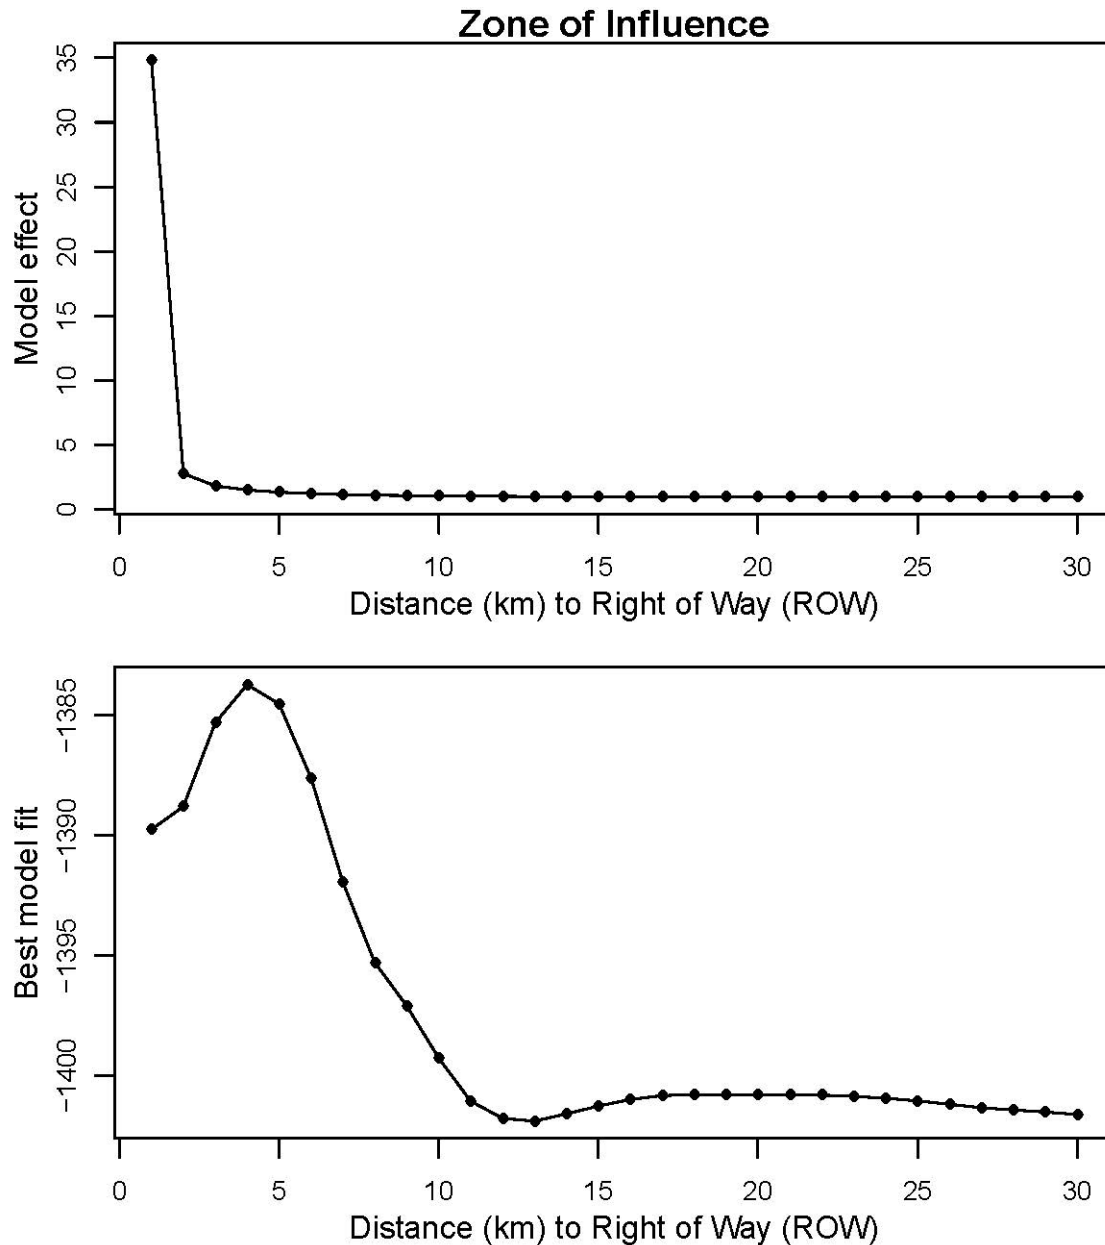 Zone of Influence
Model effect
35
30
25
20
15
10
5
0
0 5 10 15 20 25 30
Distance (km) to Right of Way (ROW)
Best model fit
−1385
−1390
−1395
−1400
0 5 10 15 20 25 30
Distance (km) to Right of Way (ROW)